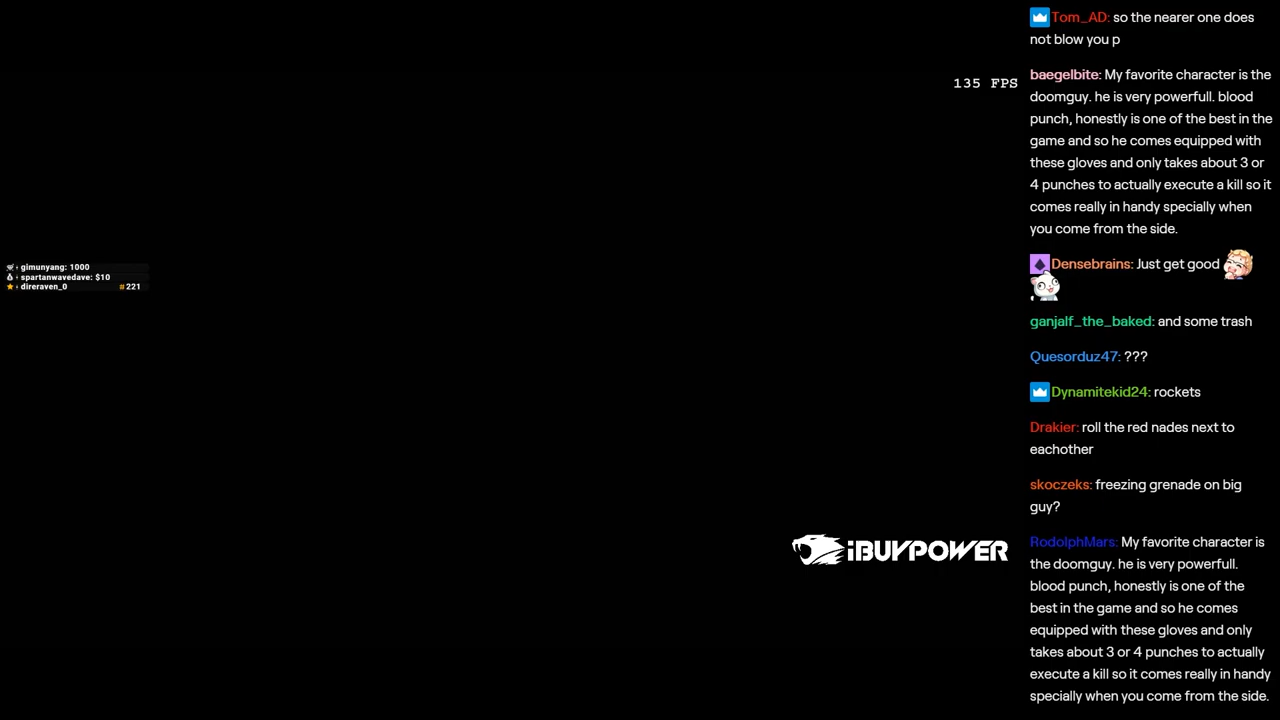 Tom_AD: so the nearer one does
not blow you p
135 FPS
baegelbite: My favorite character is the
doomguy. he is very powerfull. blood
punch, honestly is one of the best in the
game and so he comes equipped with
these gloves and only takes about 3 or
4 punches to actually execute a kill so it
comes really in handy specially when
you come from the side.
gimunyang: 1000
spartanwavedave: $10
direraven_0 #221
Densebrains: Just get good
ganjalf_the_baked: and some trash
Quesorduz47: ???
Dynamitekid24: rockets
Drakier: roll the red nades next to
eachother
skoczeks: freezing grenade on big
guy?
iBUYPOWER
RodolphMars: My favorite character is
the doomguy. he is very powerfull.
blood punch, honestly is one of the
best in the game and so he comes
equipped with these gloves and only
takes about 3 or 4 punches to actually
execute a kill so it comes really in handy
specially when you come from the side.